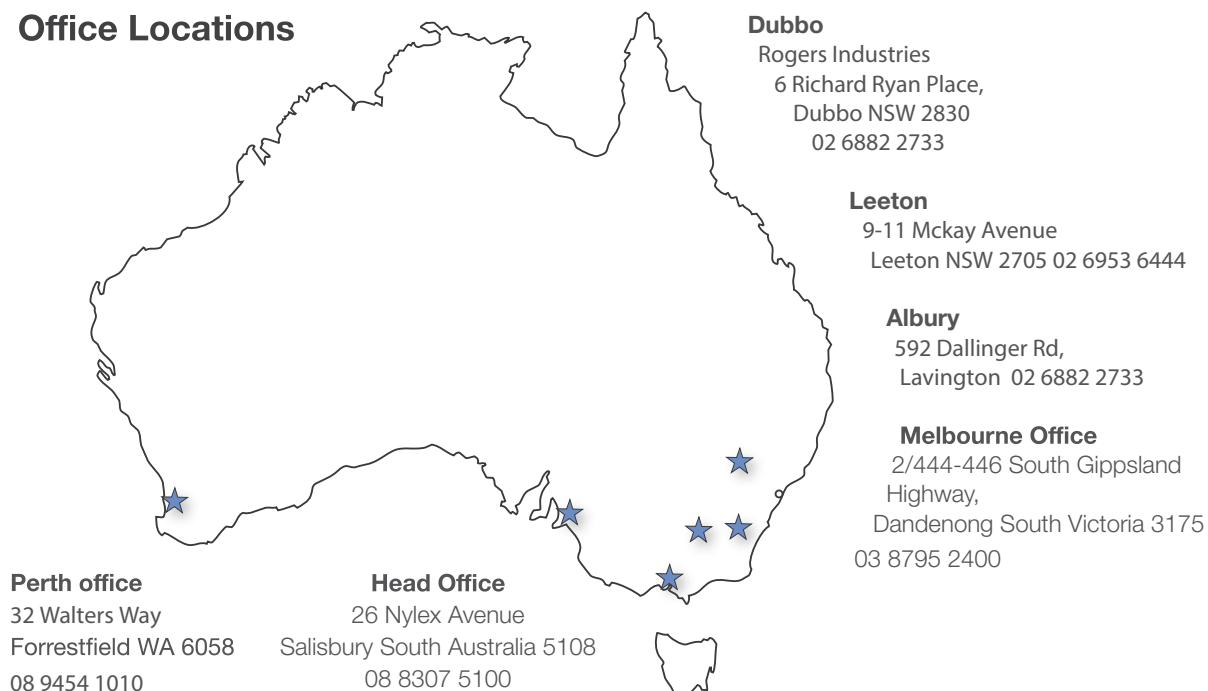 Office Locations
Dubbo
Rogers Industries
6 Richard Ryan Place,
Dubbo NSW 2830
02 6882 2733
Leeton
9-11 Mckay Avenue
Leeton NSW 2705 02 6953 6444
Albury
592 Dallinger Rd,
Lavington 02 6882 2733
Melbourne Office
2/444-446 South Gippsland
Highway,
Dandenong South Victoria 3175
03 8795 2400
Perth office
32 Walters Way
Forrestfield WA 6058
08 9454 1010
Head Office
26 Nylex Avenue
Salisbury South Australia 5108
08 8307 5100